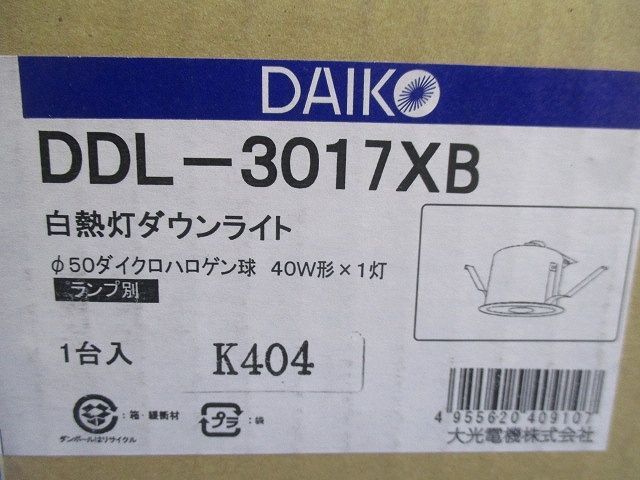 DAIKO
DDL-3017XB
白熱灯ダウンライト
φ50ダイクロハロゲン球 40W形×1灯
ランプ別
1台入
K404
:箱・緩衝材
ダンボールはリサイクル
プラ
:袋
4 955620 409107
大光電機株式会社